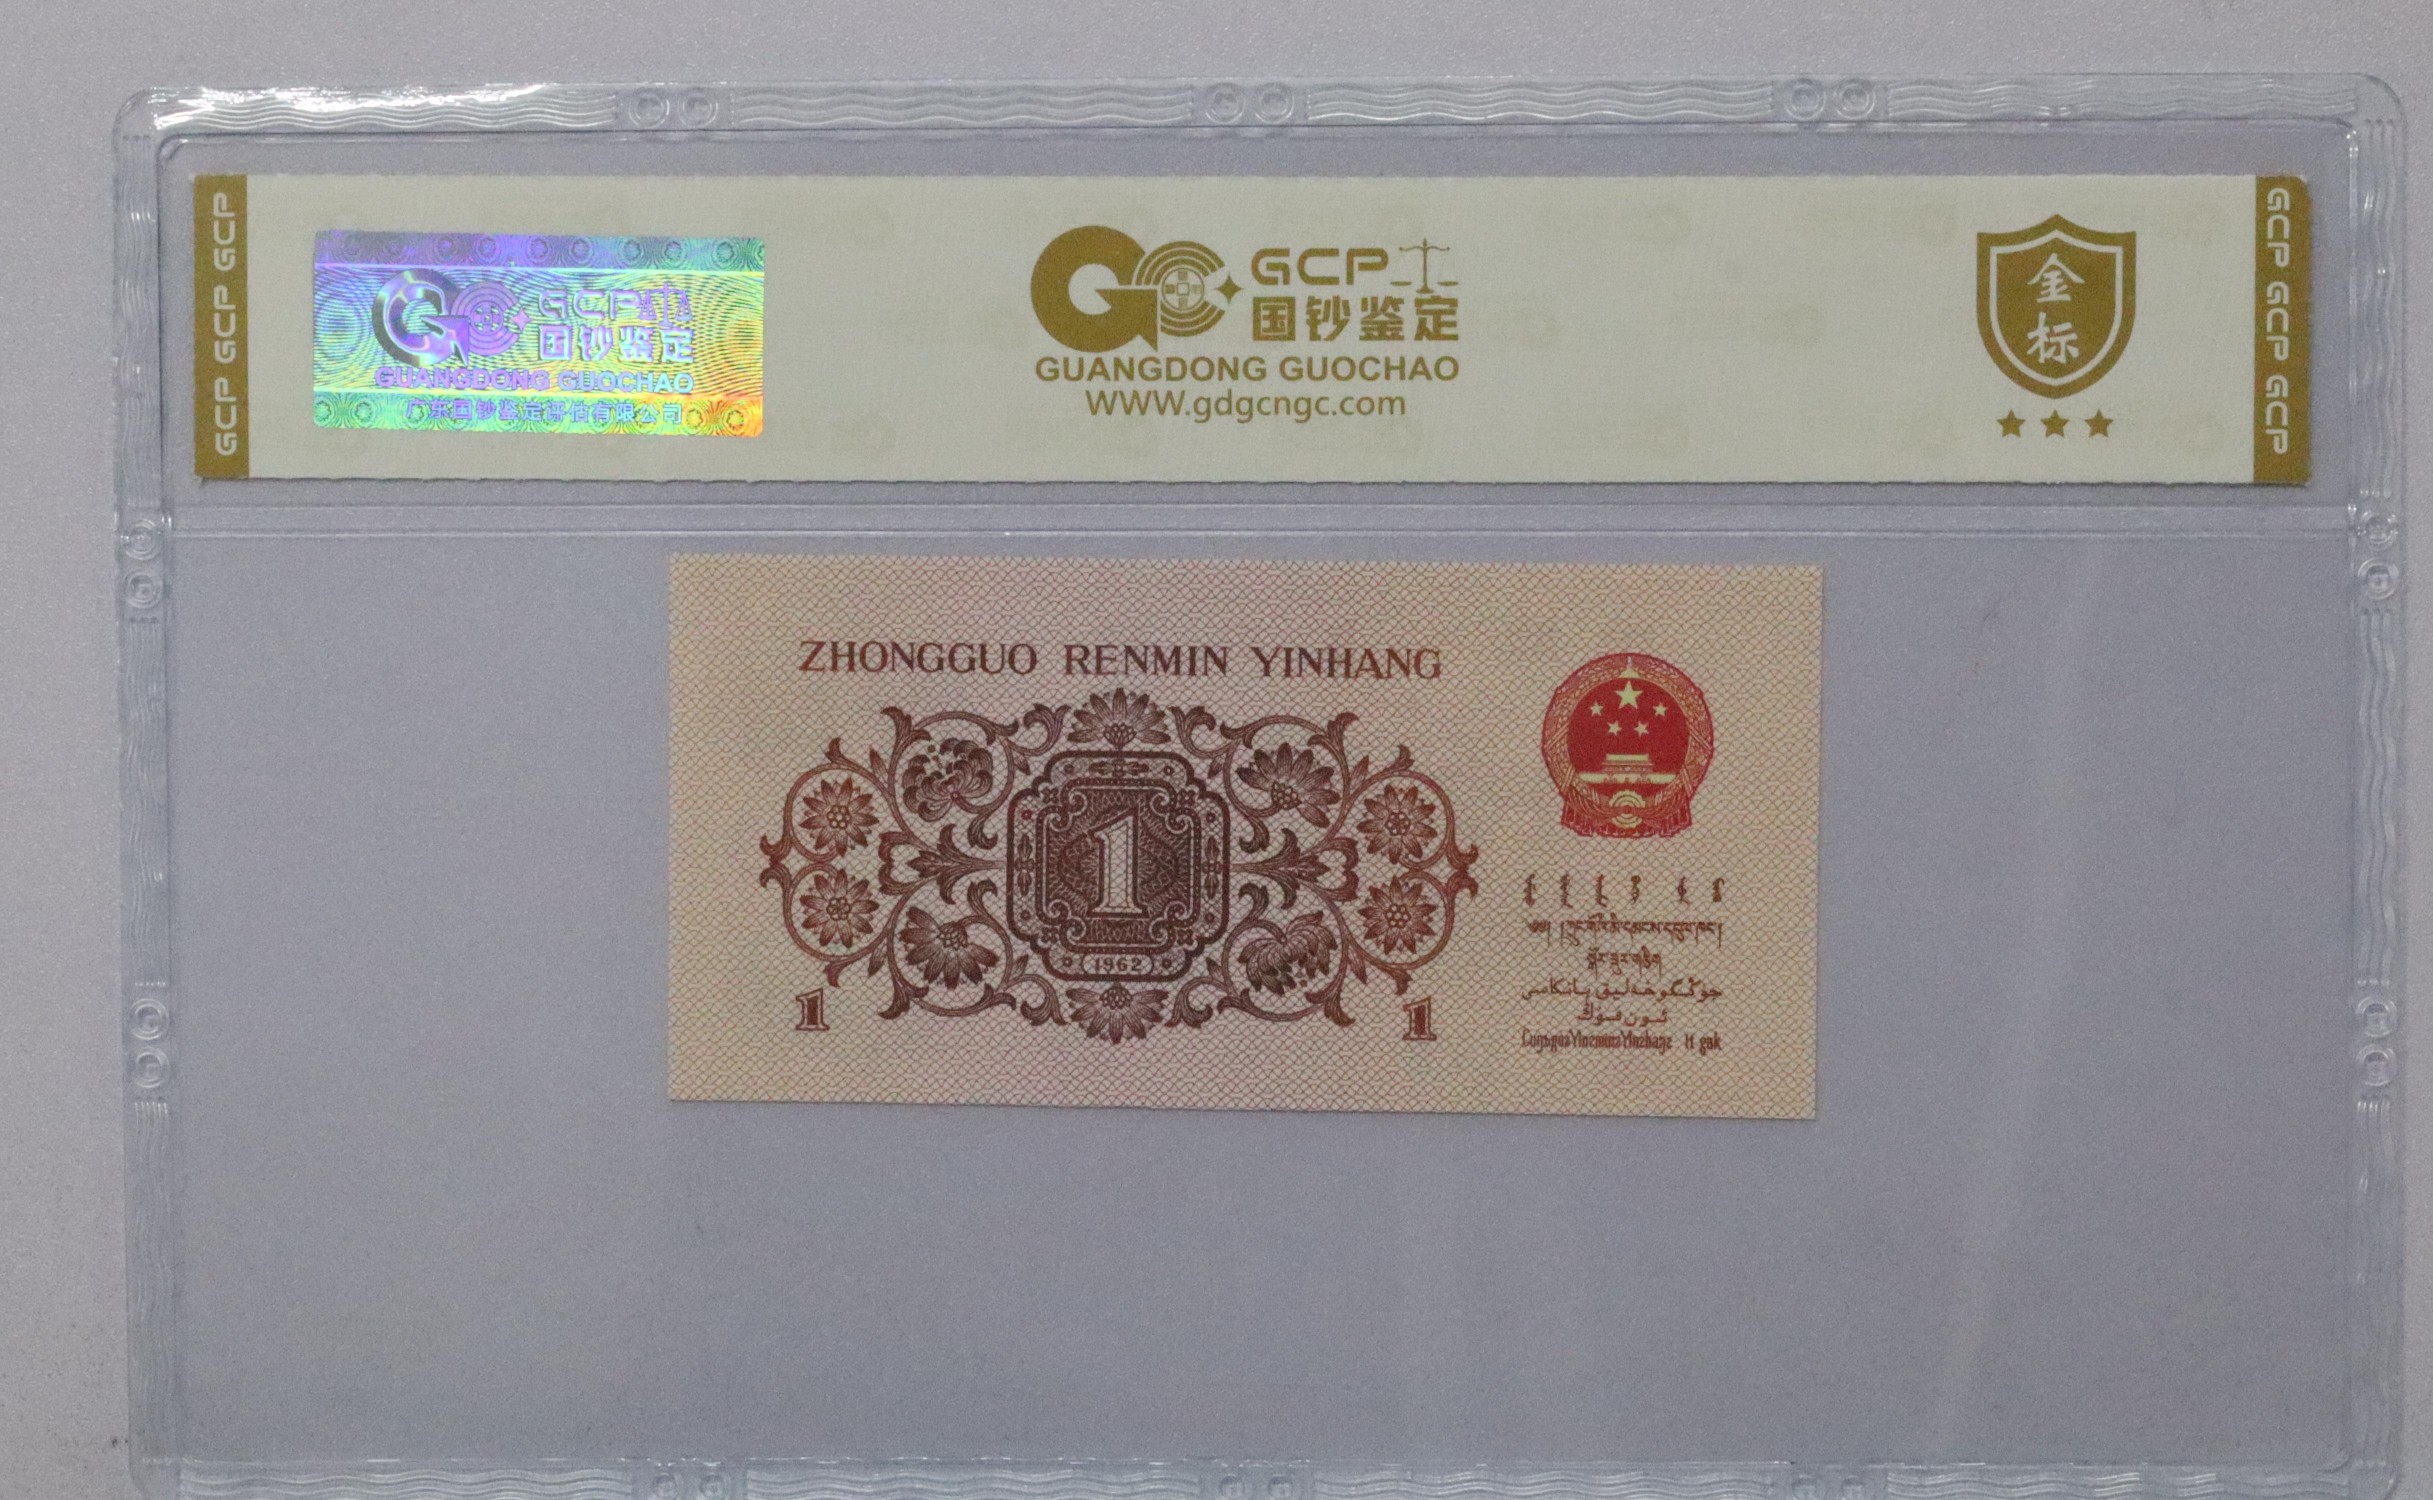 GCP GCP GCP
GCP
国钞鉴定
GUANGDONG GUOCHAO
广东国钞鉴定评估有限公司
GCP
国钞鉴定
GUANGDONG GUOCHAO
www.gdgcngc.com
金
标
GCP GCP GCP
ZHONGGUO RENMIN YINHANG
1
1962
1
1